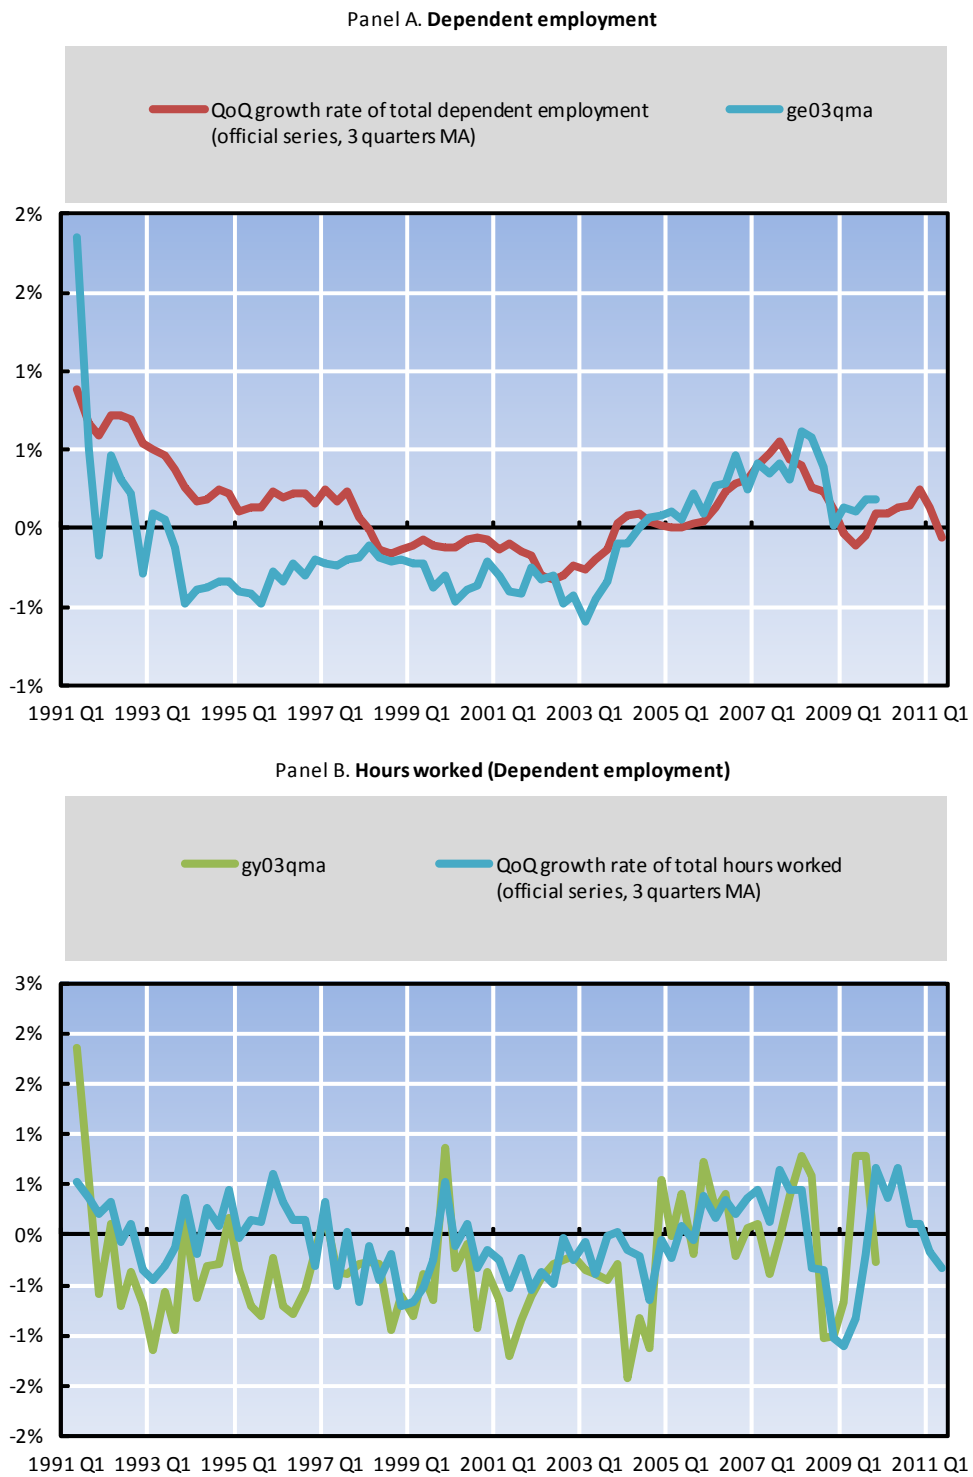 Panel A. Dependent employment
QoQ growth rate of total dependent employment
(official series, 3 quarters MA)
ge03qma
2%
2%
1%
1%
0%
-1%
-1%
1991 Q1 1993 Q1 1995 Q1 1997 Q1 1999 Q1 2001 Q1 2003 Q1 2005 Q1 2007 Q1 2009 Q1 2011 Q1
Panel B. Hours worked (Dependent employment)
gy03qma
QoQ growth rate of total hours worked
(official series, 3 quarters MA)
3%
2%
2%
1%
1%
0%
-1%
-1%
-2%
-2%
1991 Q1 1993 Q1 1995 Q1 1997 Q1 1999 Q1 2001 Q1 2003 Q1 2005 Q1 2007 Q1 2009 Q1 2011 Q1